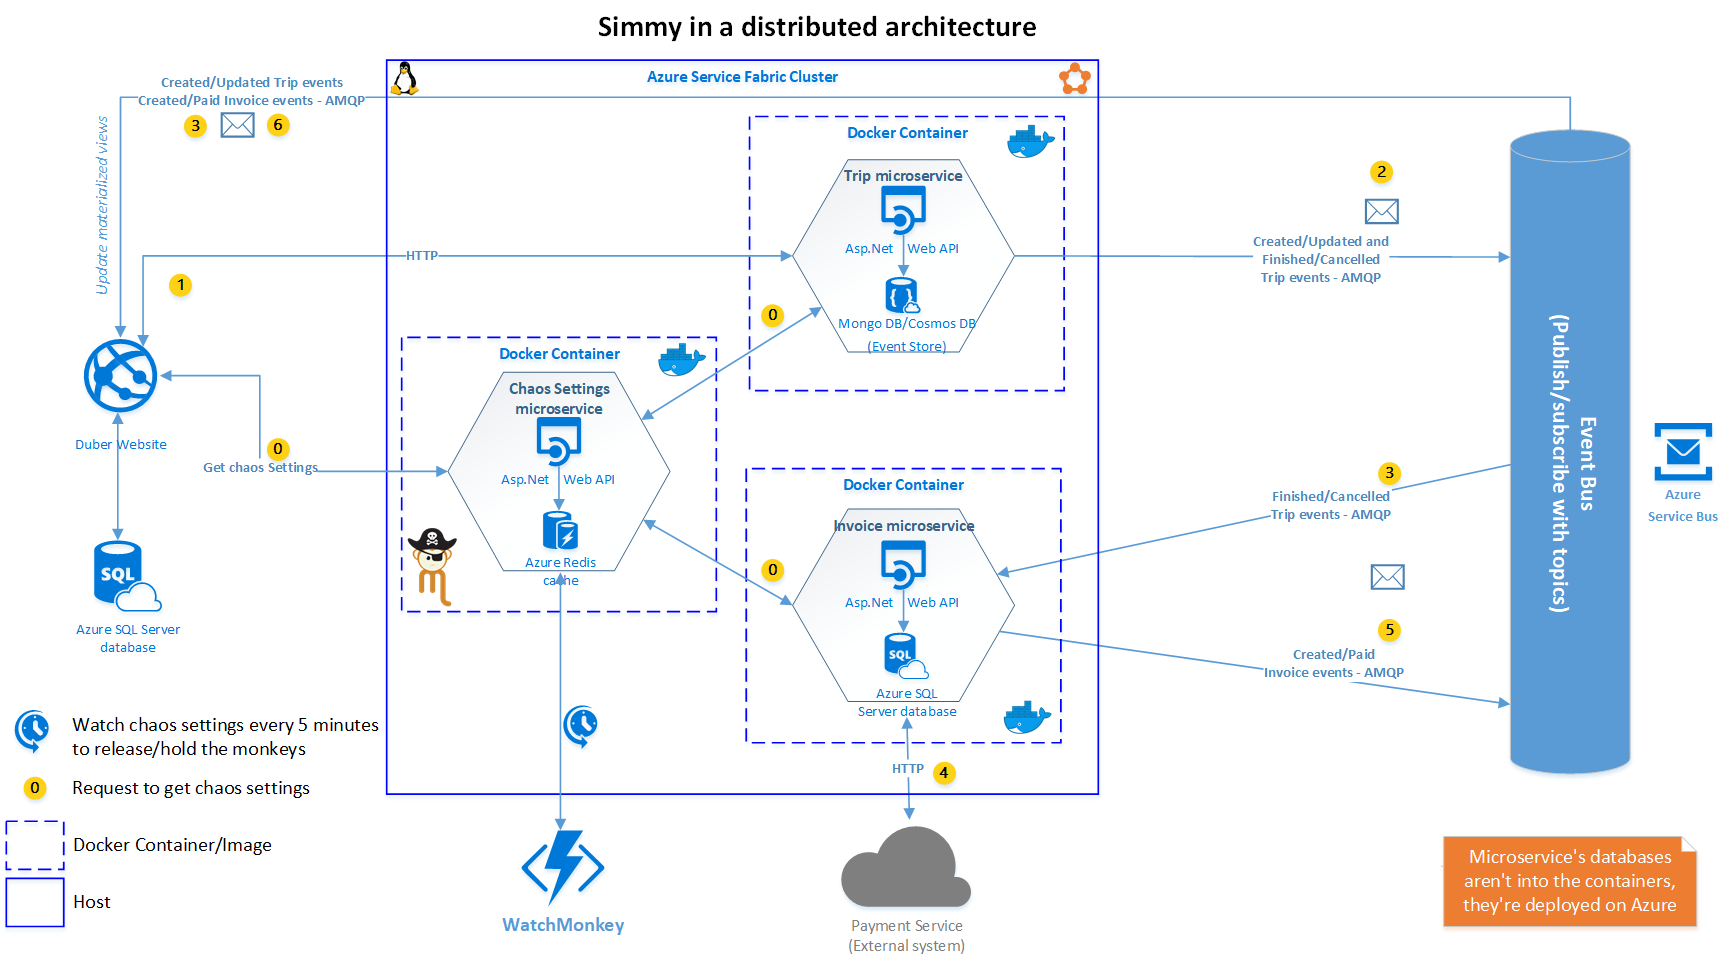 Simmy in a distributed architecture
Azure Service Fabric Cluster
Created/Updated Trip events
Created/Paid Invoice events - AMQP
3
6
Update materialized views
1
HTTP
Duber Website
0
Get chaos Settings
Azure SQL Server
database
Docker Container
Trip microservice
Asp.Net Web API
Mongo DB/Cosmos DB
(Event Store)
0
Docker Container
Chaos Settings
microservice
Asp.Net Web API
Azure Redis
cache
0
Docker Container
Invoice microservice
Asp.Net Web API
SQL
Azure SQL
Server database
HTTP
4
2
Created/Updated and
Finished/Cancelled
Trip events - AMQP
3
Finished/Cancelled
Trip events - AMQP
5
Created/Paid
Invoice events - AMQP
Event Bus
(Publish/subscribe with topics)
Azure
Service Bus
SQL
Watch chaos settings every 5 minutes
to release/hold the monkeys
0
Request to get chaos settings
Docker Container/Image
Host
WatchMonkey
Payment Service
(External system)
Microservice's databases
aren't into the containers,
they're deployed on Azure